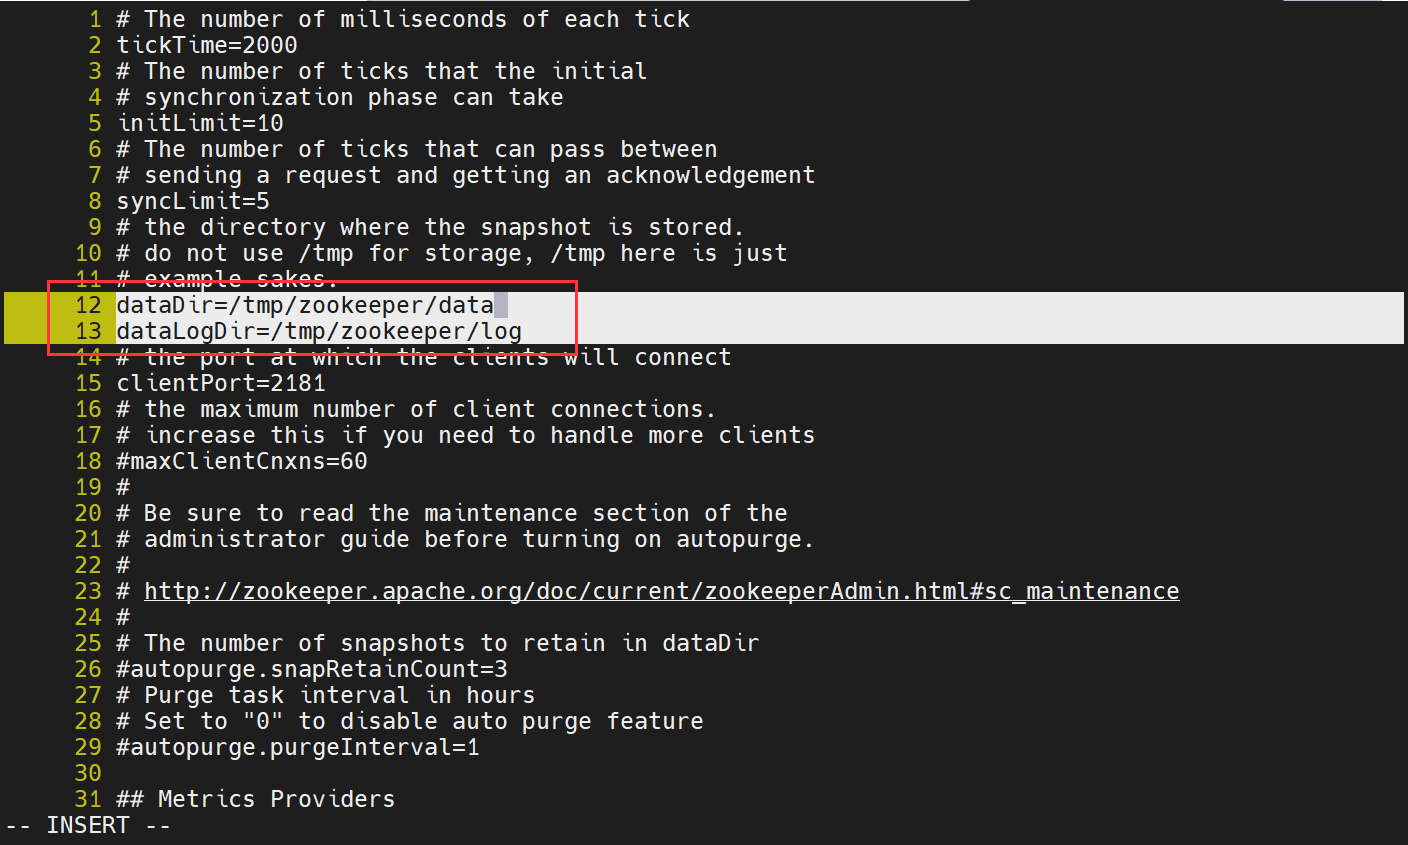 1 # The number of milliseconds of each tick
2 tickTime=2000
3 # The number of ticks that the initial
4 # synchronization phase can take
5 initLimit=10
6 # The number of ticks that can pass between
7 # sending a request and getting an acknowledgement
8 syncLimit=5
9 # the directory where the snapshot is stored.
10 # do not use /tmp for storage, /tmp here is just
11 # example sakes.
12 dataDir=/tmp/zookeeper/data
13 dataLogDir=/tmp/zookeeper/log
14 # the port at which the clients will connect
15 clientPort=2181
16 # the maximum number of client connections.
17 # increase this if you need to handle more clients
18 #maxClientCnxns=60
19 #
20 # Be sure to read the maintenance section of the
21 # administrator guide before turning on autopurge.
22 #
23 # http://zookeeper.apache.org/doc/current/zookeeperAdmin.html#sc_maintenance
24 #
25 # The number of snapshots to retain in dataDir
26 #autopurge.snapRetainCount=3
27 # Purge task interval in hours
28 # Set to "0" to disable auto purge feature
29 #autopurge.purgeInterval=1
30
31 ## Metrics Providers
-- INSERT --